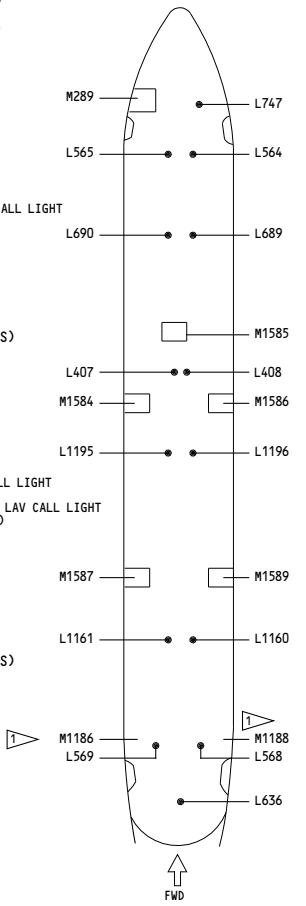 M289
L747
L565
L564
ALL LIGHT
L690
L689
S)
M1585
L407
L408
M1584
M1586
L1195
L1196
LL LIGHT
LAV CALL LIGHT
)
M1587
M1589
L1161
L1160
S)
1
1
M1186
M1188
L569
L568
L636
FWD